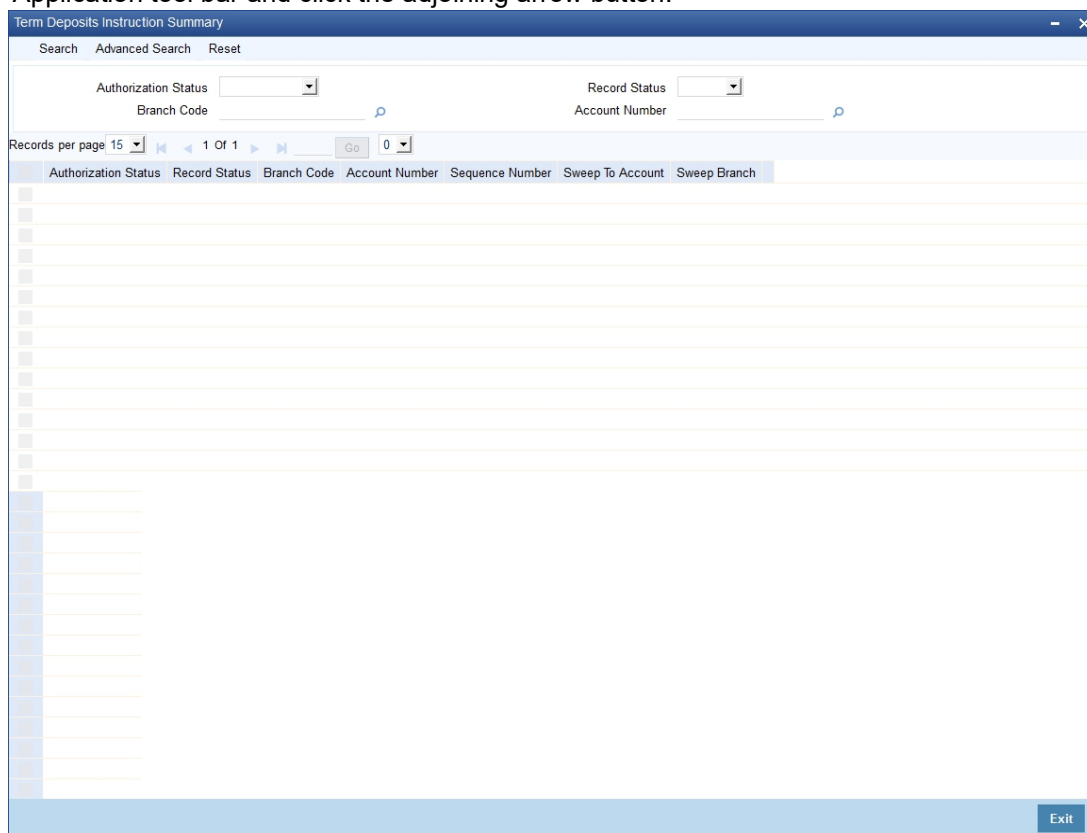 Application tool bar and click the adjoining arrow button.
Term Deposits Instruction Summary
Search Advanced Search Reset
Authorization Status Record Status
Branch Code Account Number
Records per page 15 1 Of 1 Go 0
Authorization Status Record Status Branch Code Account Number Sequence Number Sweep To Account Sweep Branch
Exit